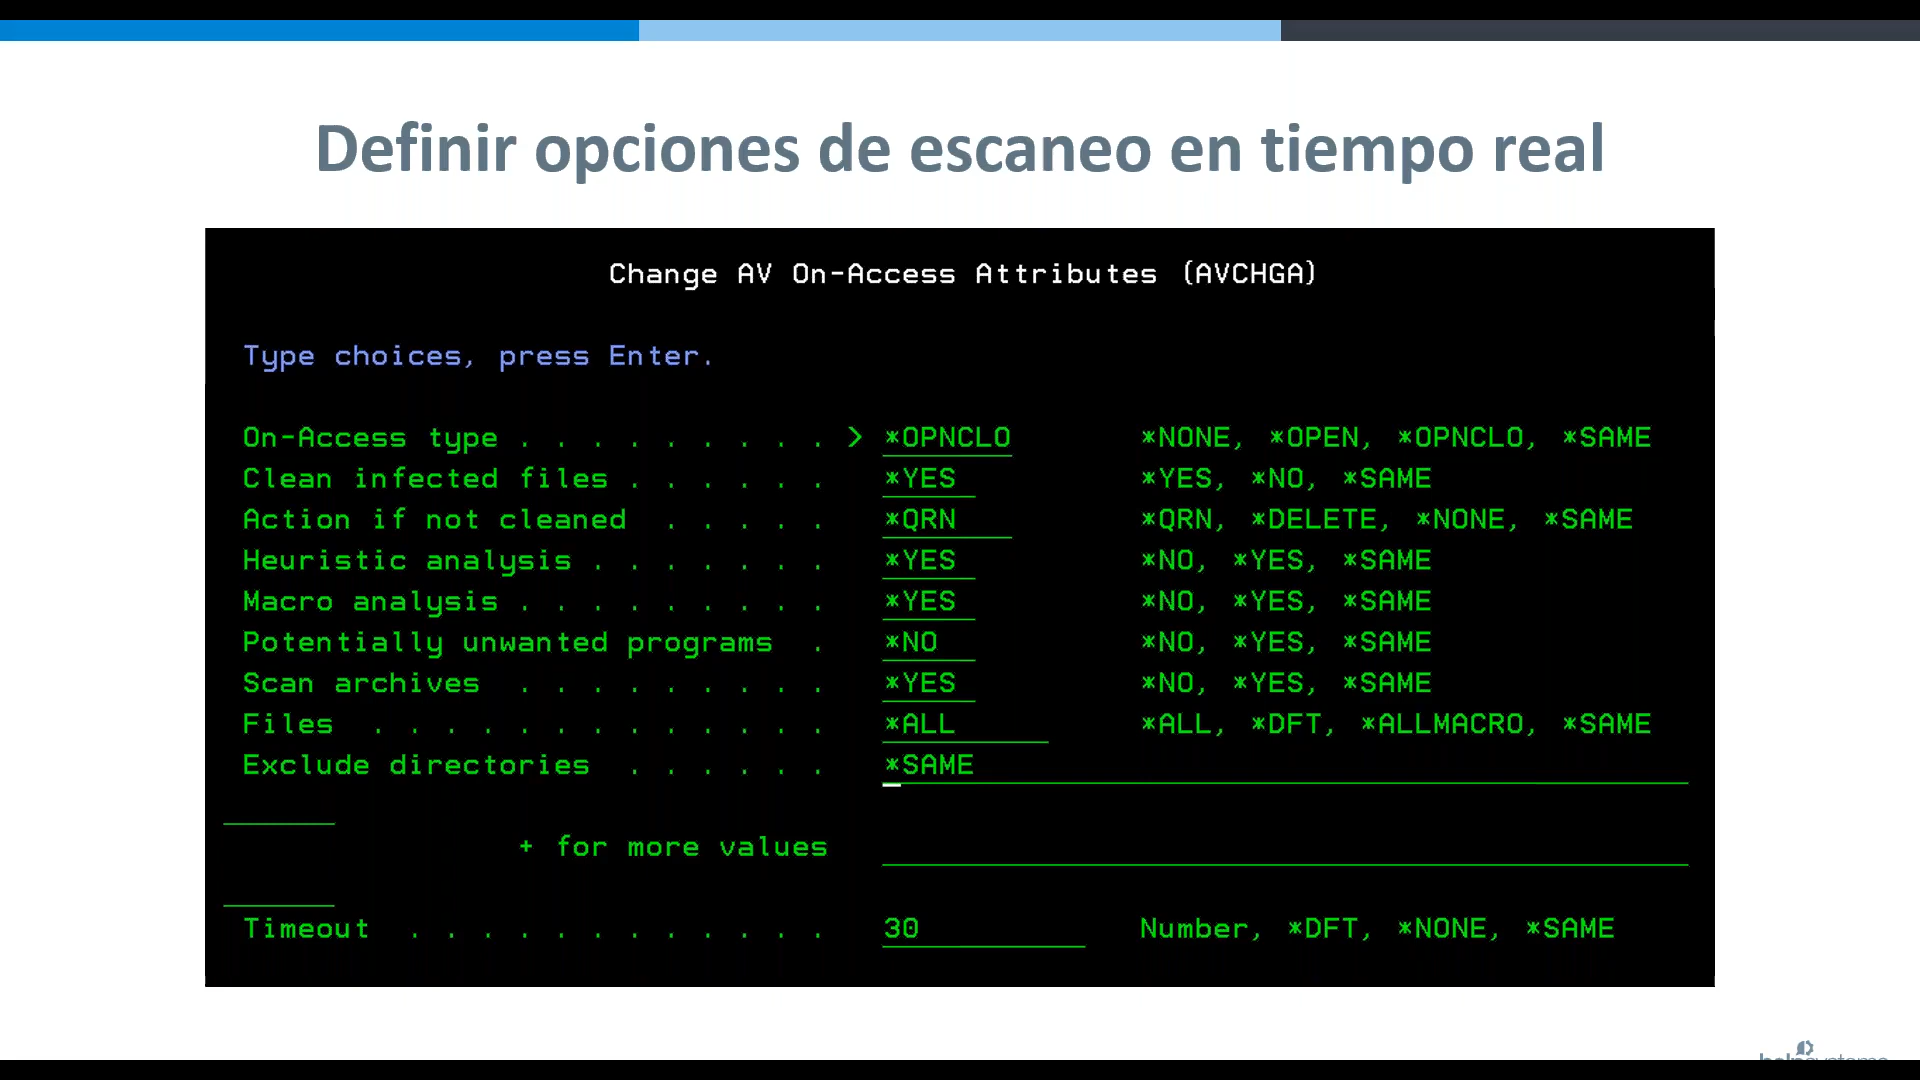 Definir opciones de escaneo en tiempo real
Change AV On-Access Attributes (AVCHGA)
Type choices, press Enter.
On-Access type . . . . . . . . . > *OPNCLO *NONE, *OPEN, *OPNCLO, *SAME
Clean infected files . . . . . . *YES *YES, *NO, *SAME
Action if not cleaned . . . . . *QRN *QRN, *DELETE, *NONE, *SAME
Heuristic analysis . . . . . . . *YES *NO, *YES, *SAME
Macro analysis . . . . . . . . . *YES *NO, *YES, *SAME
Potentially unwanted programs . *NO *NO, *YES, *SAME
Scan archives . . . . . . . . . *YES *NO, *YES, *SAME
Files . . . . . . . . . . . . . *ALL *ALL, *DFT, *ALLMACRO, *SAME
Exclude directories . . . . . . *SAME
+ for more values
Timeout . . . . . . . . . . . . 30 Number, *DFT, *NONE, *SAME